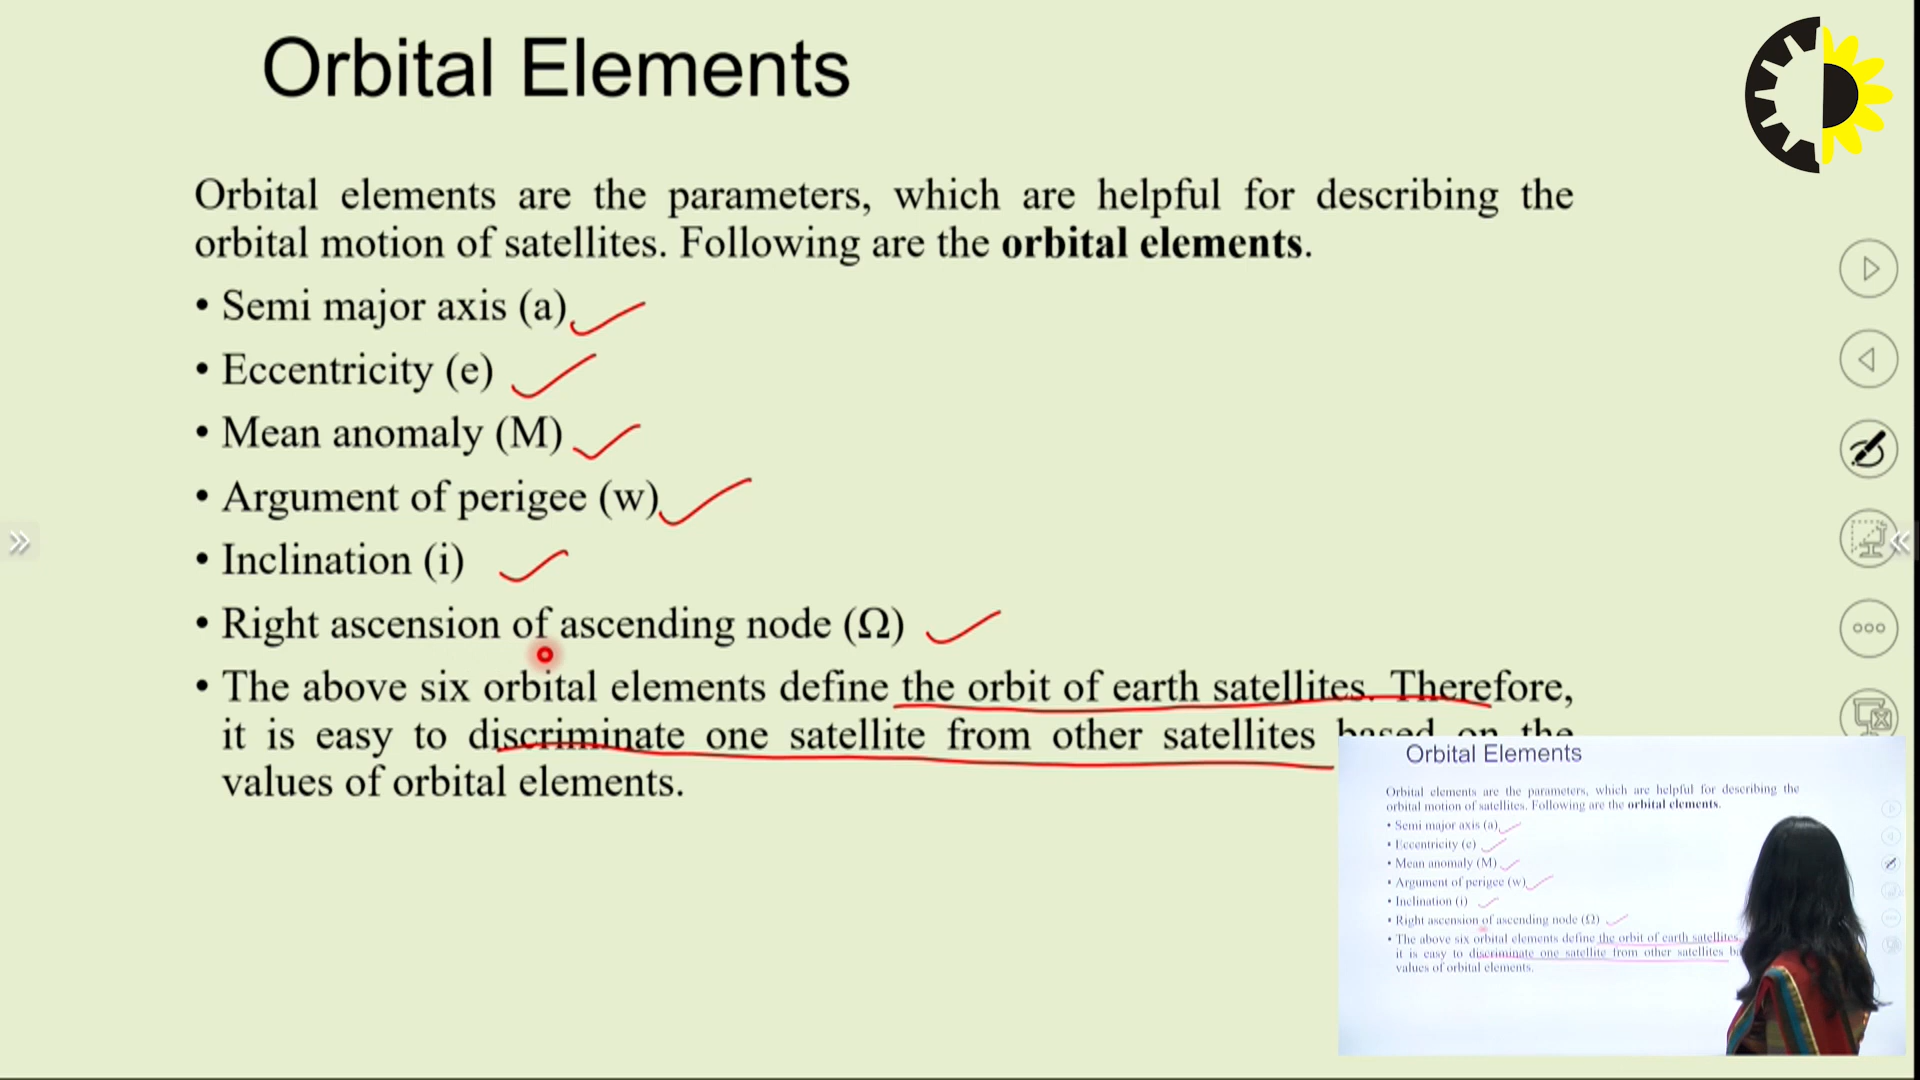 Orbital Elements
Orbital elements are the parameters, which are helpful for describing the
orbital motion of satellites. Following are the orbital elements.
• Semi major axis (a)
• Eccentricity (e)
• Mean anomaly (M)
• Argument of perigee (w)
• Inclination (i)
• Right ascension of ascending node (Ω)
• The above six orbital elements define the orbit of earth satellites. Therefore,
it is easy to discriminate one satellite from other satellites based on the
values of orbital elements.
Orbital Elements
Orbital elements are the parameters, which are helpful for describing the
orbital motion of satellites. Following are the orbital elements.
• Semi major axis (a)
• Eccentricity (e)
• Mean anomaly (M)
• Argument of perigee (w)
• Inclination (i)
• Right ascension of ascending node (Ω)
• The above six orbital elements define the orbit of earth satellites
it is easy to discriminate one satellite from other satellites
values of orbital elements.